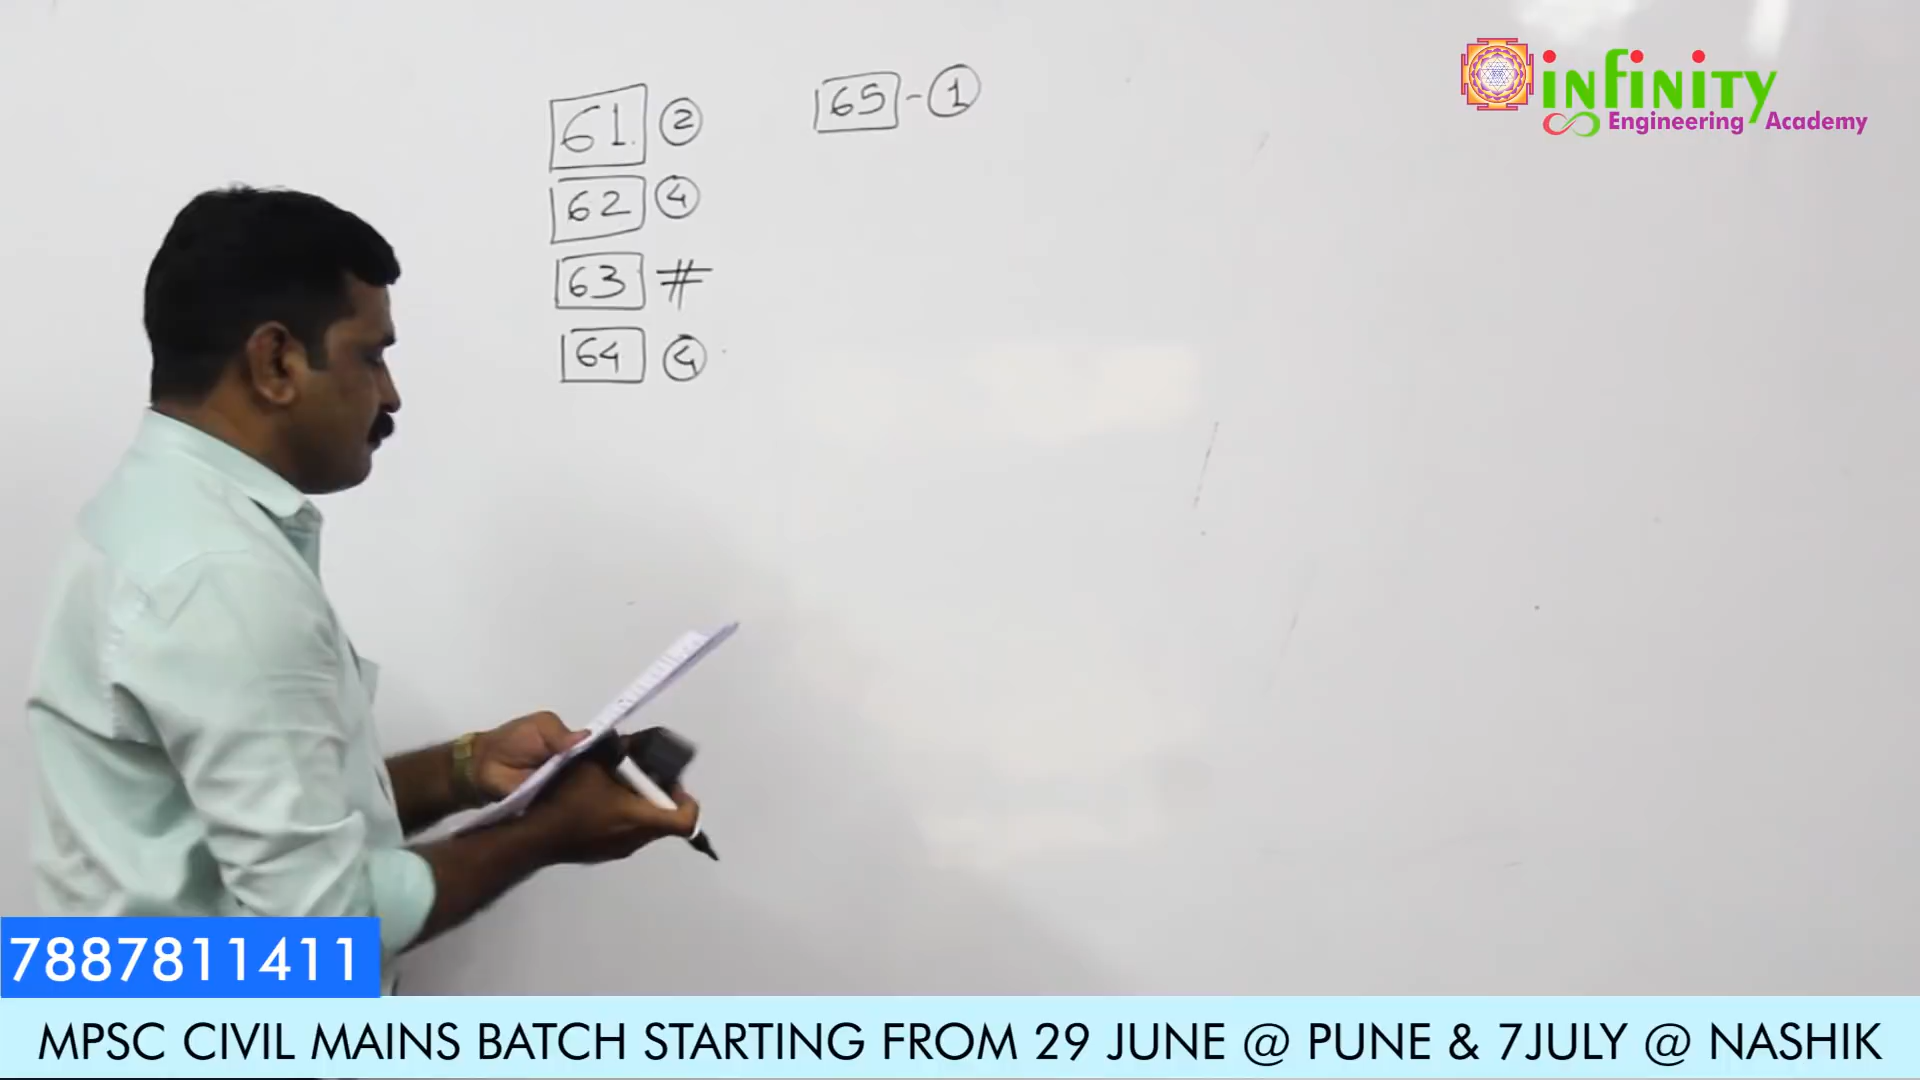 61. 2
62 4
63 #
64 4
65 - 1
infinity
Engineering Academy
7887811411
MPSC CIVIL MAINS BATCH STARTING FROM 29 JUNE @ PUNE & 7JULY @ NASHIK